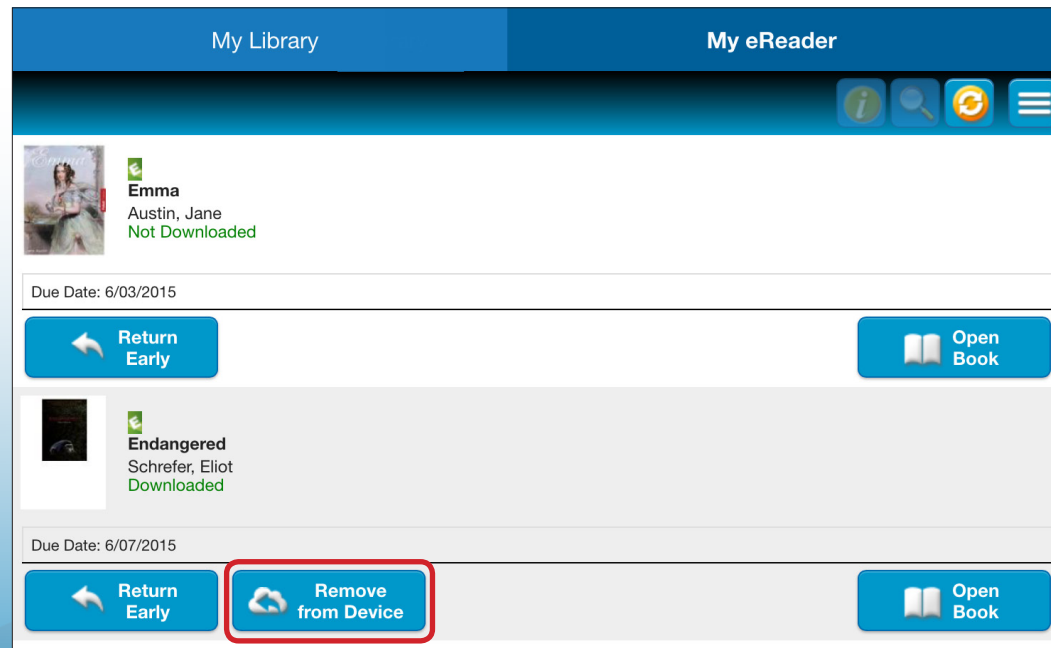 My Library
My eReader
Emma
Emma
Austin, Jane
Not Downloaded
Due Date: 6/03/2015
Return
Early
Open
Book
Endangered
Schrefer, Eliot
Downloaded
Due Date: 6/07/2015
Return
Early
Remove
from Device
Open
Book